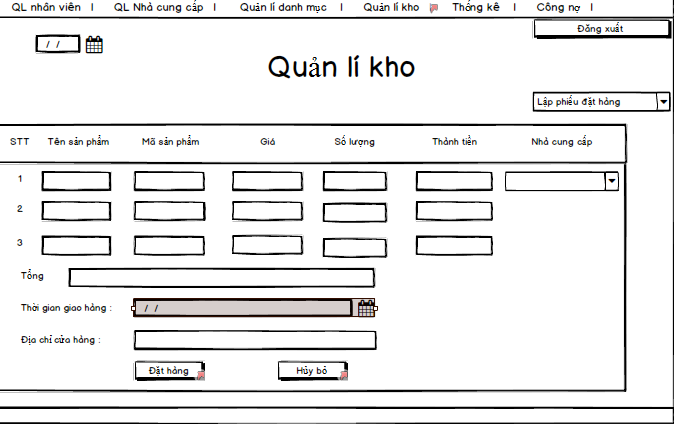 QL nhân viên I QL Nhà cung cấp I Quản lí danh mục I Quản lí kho Thống kê I Công nợ I
Đăng xuất
/ /
Quản lí kho
Lập phiếu đặt hàng
STT Tên sản phẩm Mã sản phẩm Giá Số lượng Thành tiền Nhà cung cấp
1
2
3
Tổng
Thời gian giao hàng : / /
Địa chỉ cửa hàng :
Đặt hàng Hủy bỏ